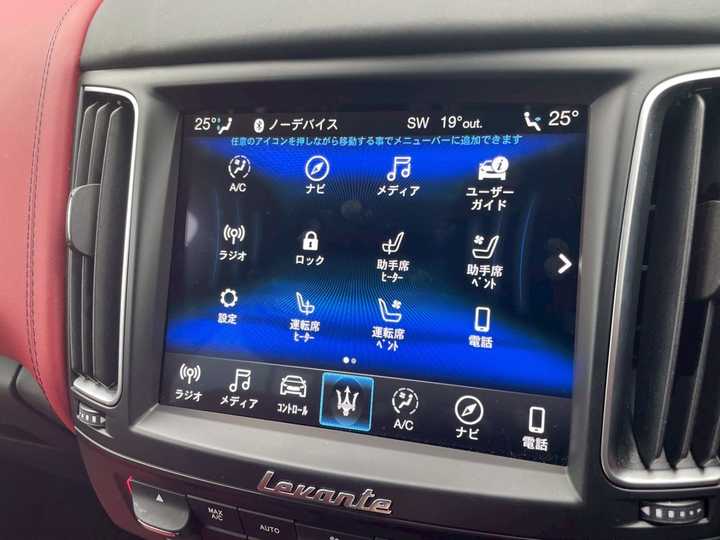 25° ノーデバイス SW 19°out. 25°
任意のアイコンを押しながら移動する事でメニューバーに追加できます
A/C ナビ メディア ユーザー
ガイド
ラジオ ロック 助手席
ヒーター 助手席
ベント
設定 運転席
ヒーター 運転席
ベント 電話
ラジオ メディア コントロール A/C ナビ 電話
Levante
MAX
A/C
AUTO